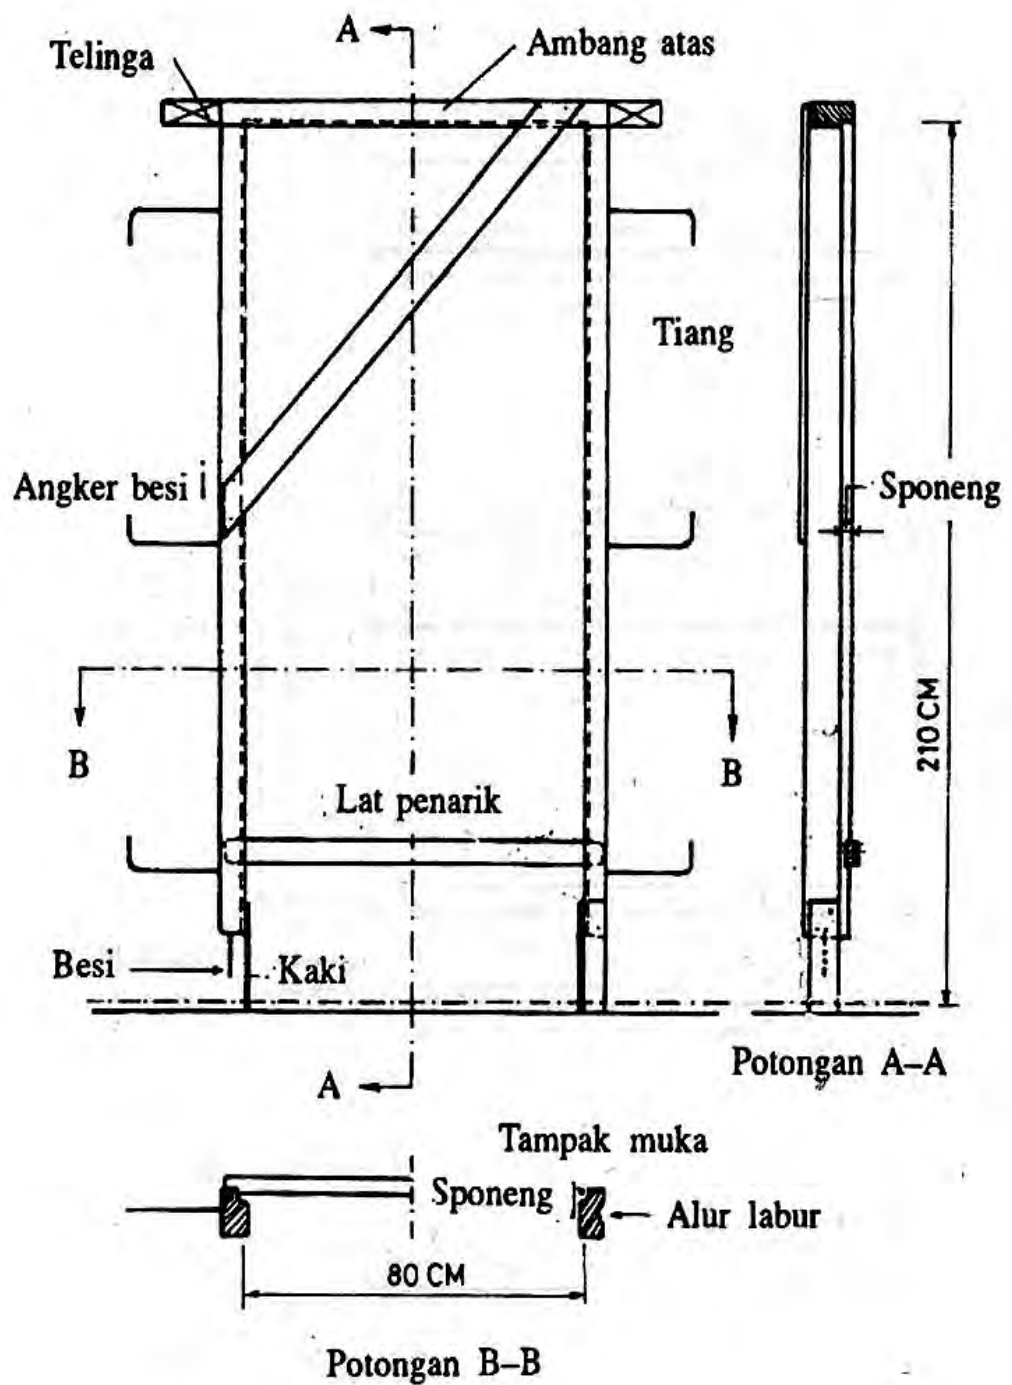 A
Telinga
Ambang atas
Tiang
Angker besi
Sponeng
B
B
210 CM
Lat penarik
Besi
Kaki
A
Potongan A–A
Tampak muka
Sponeng
Alur labur
80 CM
Potongan B–B